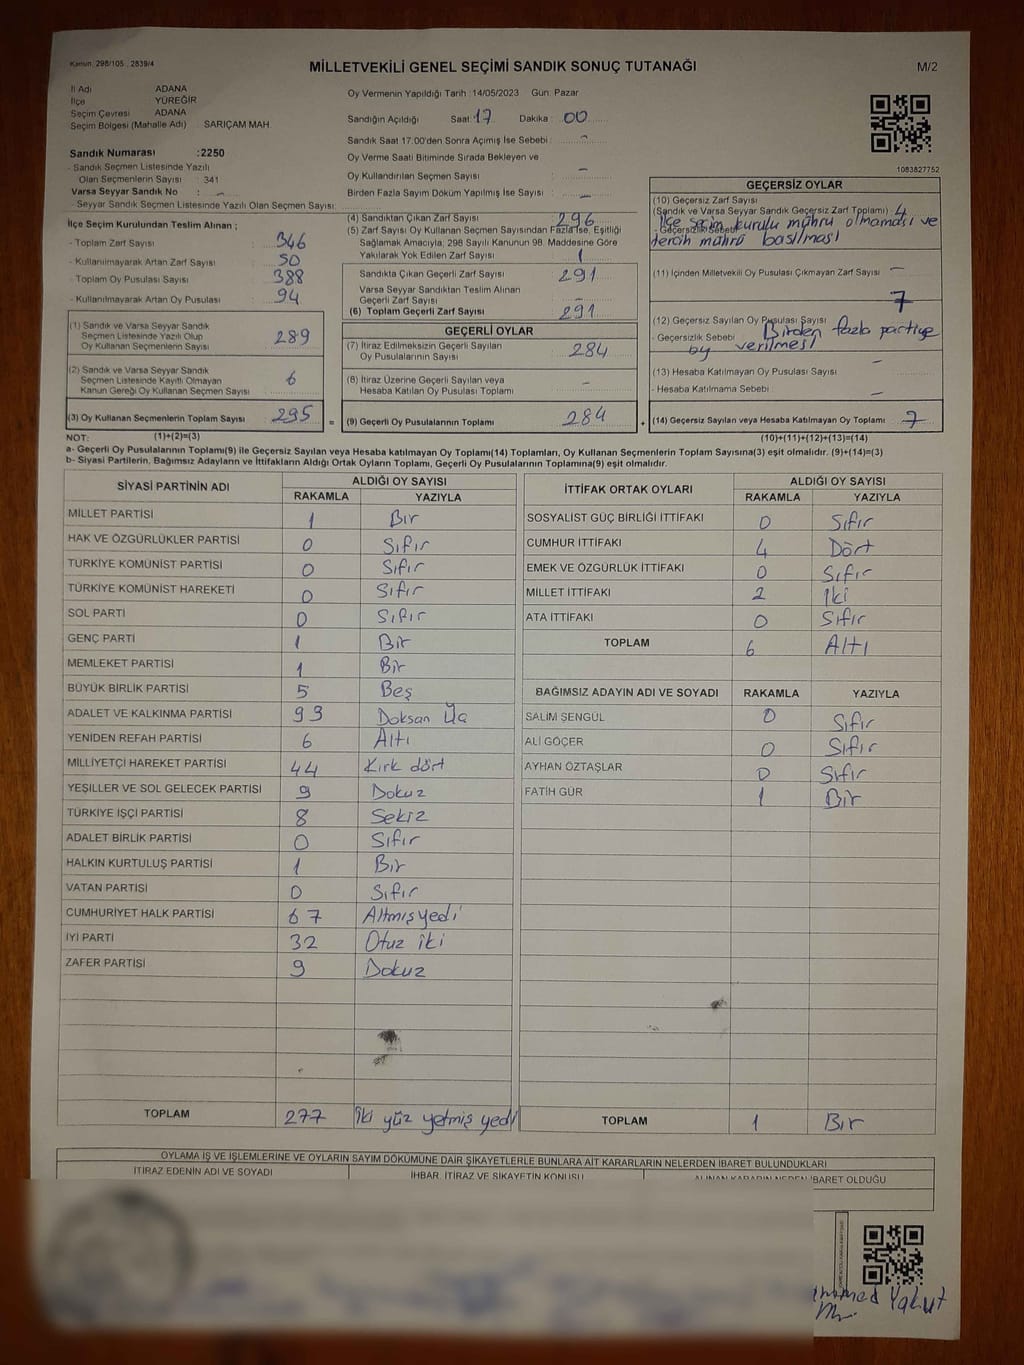 Kanun: 298/105 , 2839/4
MİLLETVEKİLİ GENEL SEÇİMİ SANDIK SONUÇ TUTANAĞI
M/2
İl Adı ADANA
İlçe YÜREĞİR
Seçim Çevresi ADANA
Seçim Bölgesi (Mahalle Adı) SARIÇAM MAH.
Sandık Numarası :2250
- Sandık Seçmen Listesinde Yazılı
Olan Seçmenlerin Sayısı : 341
Varsa Seyyar Sandık No : -
- Seyyar Sandık Seçmen Listesinde Yazılı Olan Seçmen Sayısı:
Oy Vermenin Yapıldığı Tarih :14/05/2023 Gün: Pazar
Sandığın Açıldığı Saat: 17 Dakika : 00
Sandık Saat 17.00'den Sonra Açımış İse Sebebi : -
Oy Verme Saati Bitiminde Sırada Bekleyen ve
Oy Kullandırılan Seçmen Sayısı : -
Birden Fazla Sayım Döküm Yapılmış İse Sayısı : -
1083827752
İlçe Seçim Kurulundan Teslim Alınan ;
- Toplam Zarf Sayısı : 346
- Kullanılmayarak Artan Zarf Sayısı : 50
- Toplam Oy Pusulası Sayısı : 388
- Kullanılmayarak Artan Oy Pusulası : 94
(1) Sandık ve Varsa Seyyar Sandık
Seçmen Listesinde Yazılı Olup
Oy Kullanan Seçmenlerin Sayısı : 289
(2) Sandık ve Varsa Seyyar Sandık
Seçmen Listesinde Kayıtlı Olmayan
Kanun Gereği Oy Kullanan Seçmen Sayısı : 6
(3) Oy Kullanan Seçmenlerin Toplam Sayısı : 295
(1)+(2)=(3)
(4) Sandıktan Çıkan Zarf Sayısı : 296
(5) Zarf Sayısı Oy Kullanan Seçmen Sayısından Fazla İse, Eşitliği
Sağlamak Amacıyla, 298 Sayılı Kanunun 98. Maddesine Göre
Yakılarak Yok Edilen Zarf Sayısı : 1
Sandıkta Çıkan Geçerli Zarf Sayısı : 291
Varsa Seyyar Sandıktan Teslim Alınan
Geçerli Zarf Sayısı : -
(6) Toplam Geçerli Zarf Sayısı : 291
GEÇERLİ OYLAR
(7) İtiraz Edilmeksizin Geçerli Sayılan
Oy Pusulalarının Sayısı : 284
(8) İtiraz Üzerine Geçerli Sayılan veya
Hesaba Katılan Oy Pusulası Toplamı : -
= (9) Geçerli Oy Pusulalarının Toplamı : 284
GEÇERSİZ OYLAR
(10) Geçersiz Zarf Sayısı
(Sandık ve Varsa Seyyar Sandık Geçersiz Zarf Toplamı) 4
- Geçersizlik Sebebi İlçe seçim kurulu mührü olmaması ve
tercih mührü basılması
(11) İçinden Milletvekili Oy Pusulası Çıkmayan Zarf Sayısı -
(12) Geçersiz Sayılan Oy Pusulası Sayısı 7
- Geçersizlik Sebebi Birden fazla partiye
oy verilmesi
(13) Hesaba Katılmayan Oy Pusulası Sayısı -
- Hesaba Katılmama Sebebi : -
+ (14) Geçersiz Sayılan veya Hesaba Katılmayan Oy Toplamı : 7
(10)+(11)+(12)+(13)=(14)
NOT:
a- Geçerli Oy Pusulalarının Toplamı(9) ile Geçersiz Sayılan veya Hesaba Katılmayan Oy Toplamı(14) Toplamları, Oy Kullanan Seçmenlerin Toplam Sayısına(3) eşit olmalıdır. (9)+(14)=(3)
b- Siyasi Partilerin, Bağımsız Adayların ve İttifakların Aldığı Ortak Oyların Toplamı, Geçerli Oy Pusulalarının Toplamına(9) eşit olmalıdır.
SİYASİ PARTİNİN ADI
ALDIĞI OY SAYISI
RAKAMLA YAZIYLA
MİLLET PARTİSİ 1 Bir
HAK VE ÖZGÜRLÜKLER PARTİSİ 0 Sıfır
TÜRKİYE KOMÜNİST PARTİSİ 0 Sıfır
TÜRKİYE KOMÜNİST HAREKETİ 0 Sıfır
SOL PARTİ 0 Sıfır
GENÇ PARTİ 1 Bir
MEMLEKET PARTİSİ 1 Bir
BÜYÜK BİRLİK PARTİSİ 5 Beş
ADALET VE KALKINMA PARTİSİ 93 Doksan Üç
YENİDEN REFAH PARTİSİ 6 Altı
MİLLİYETÇİ HAREKET PARTİSİ 44 Kırk dört
YEŞİLLER VE SOL GELECEK PARTİSİ 9 Dokuz
TÜRKİYE İŞÇİ PARTİSİ 8 Sekiz
ADALET BİRLİK PARTİSİ 0 Sıfır
HALKIN KURTULUŞ PARTİSİ 1 Bir
VATAN PARTİSİ 0 Sıfır
CUMHURİYET HALK PARTİSİ 67 Altmışyedi
İYİ PARTİ 32 Otuz iki
ZAFER PARTİSİ 9 Dokuz
TOPLAM 277 İki yüz yetmiş yedi
İTTİFAK ORTAK OYLARI
ALDIĞI OY SAYISI
RAKAMLA YAZIYLA
SOSYALİST GÜÇ BİRLİĞİ İTTİFAKI 0 Sıfır
CUMHUR İTTİFAKI 4 Dört
EMEK VE ÖZGÜRLÜK İTTİFAKI 0 Sıfır
MİLLET İTTİFAKI 2 İki
ATA İTTİFAKI 0 Sıfır
TOPLAM 6 Altı
BAĞIMSIZ ADAYIN ADI VE SOYADI RAKAMLA YAZIYLA
SALİM ŞENGÜL 0 Sıfır
ALİ GÖÇER 0 Sıfır
AYHAN ÖZTAŞLAR 0 Sıfır
FATİH GÜR 1 Bir
TOPLAM 1 Bir
OYLAMA İŞ VE İŞLEMLERİNE VE OYLARIN SAYIM DÖKÜMÜNE DAİR ŞİKAYETLERLE BUNLARA AİT KARARLARIN NELERDEN İBARET BULUNDUKLARI
İTİRAZ EDENİN ADI VE SOYADI
İHBAR, İTİRAZ VE ŞİKAYETİN KONUSU
ALINAN KARARIN NEDEN İBARET OLDUĞU
Yakut